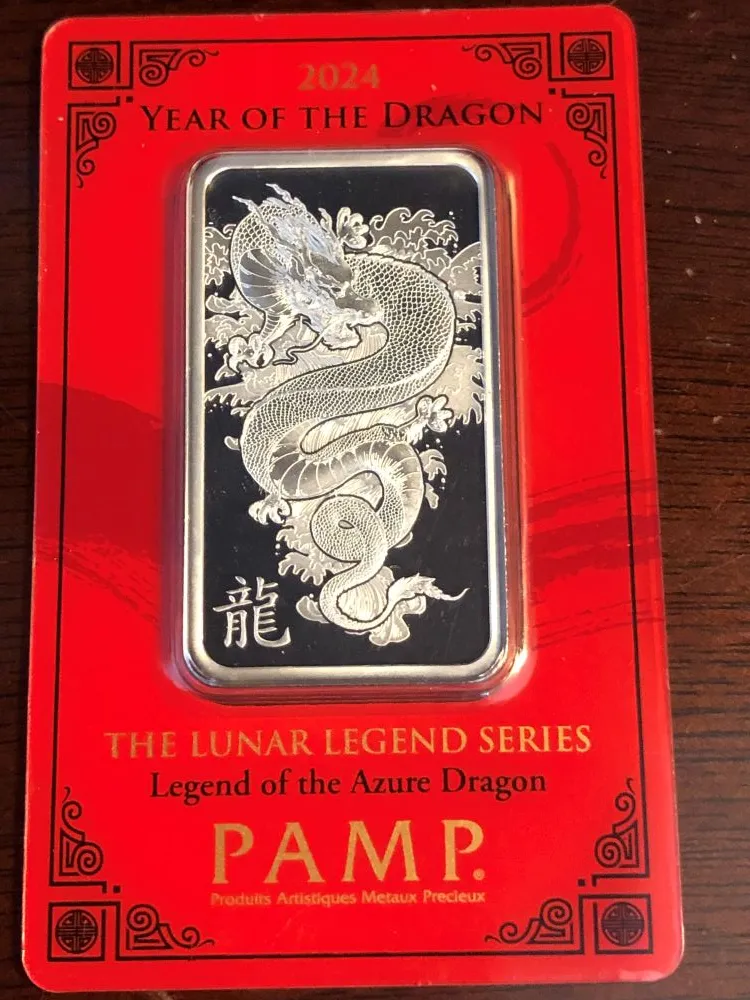 2024
YEAR OF THE DRAGON
龍
THE LUNAR LEGEND SERIES
Legend of the Azure Dragon
PAMP.
Produits Artistiques Metaux Precieux